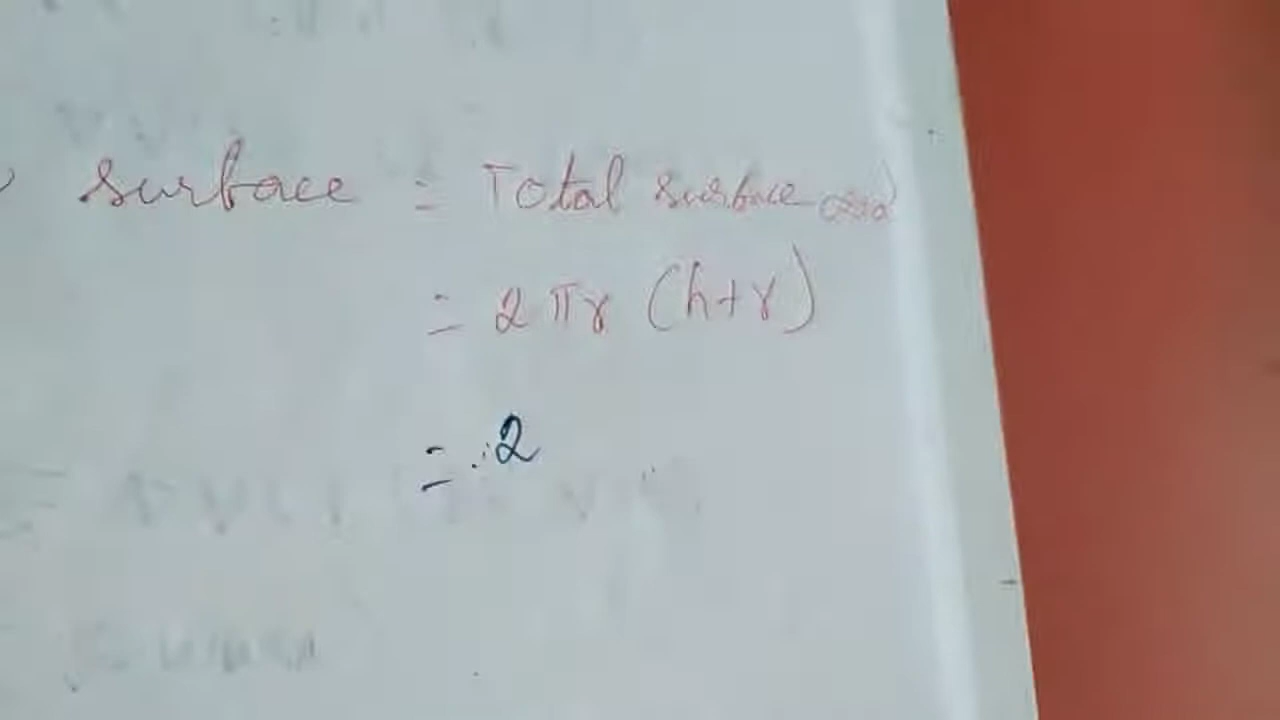 surface = Total surface area
= 2πr (h+r)
= 2